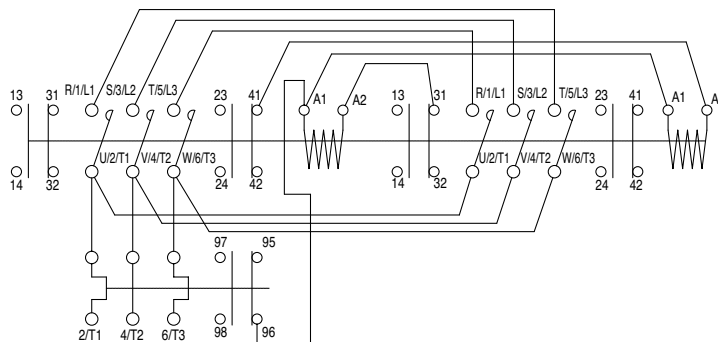 R/1/L1 S/3/L2 T/5/L3
R/1/L1 S/3/L2 T/5/L3
13 31 23 41 A1 A2 13 31 23 41 A1 A
U/2/T1 V/4/T2 W/6/T3
U/2/T1 V/4/T2 W/6/T3
14 32 24 42 14 32 24 42
97 95
2/T1 4/T2 6/T3 98 96